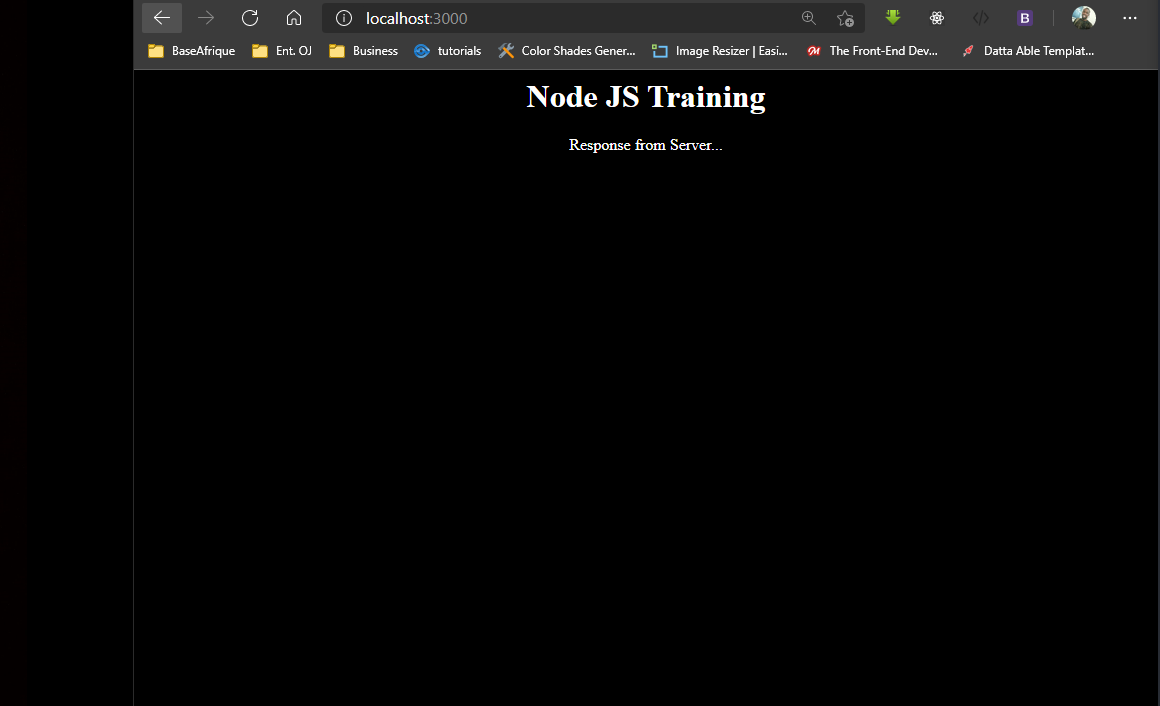 localhost:3000
B
BaseAfrique Ent. OJ Business tutorials Color Shades Gener... Image Resizer | Easi... The Front-End Dev... Datta Able Templat...
Node JS Training
Response from Server...